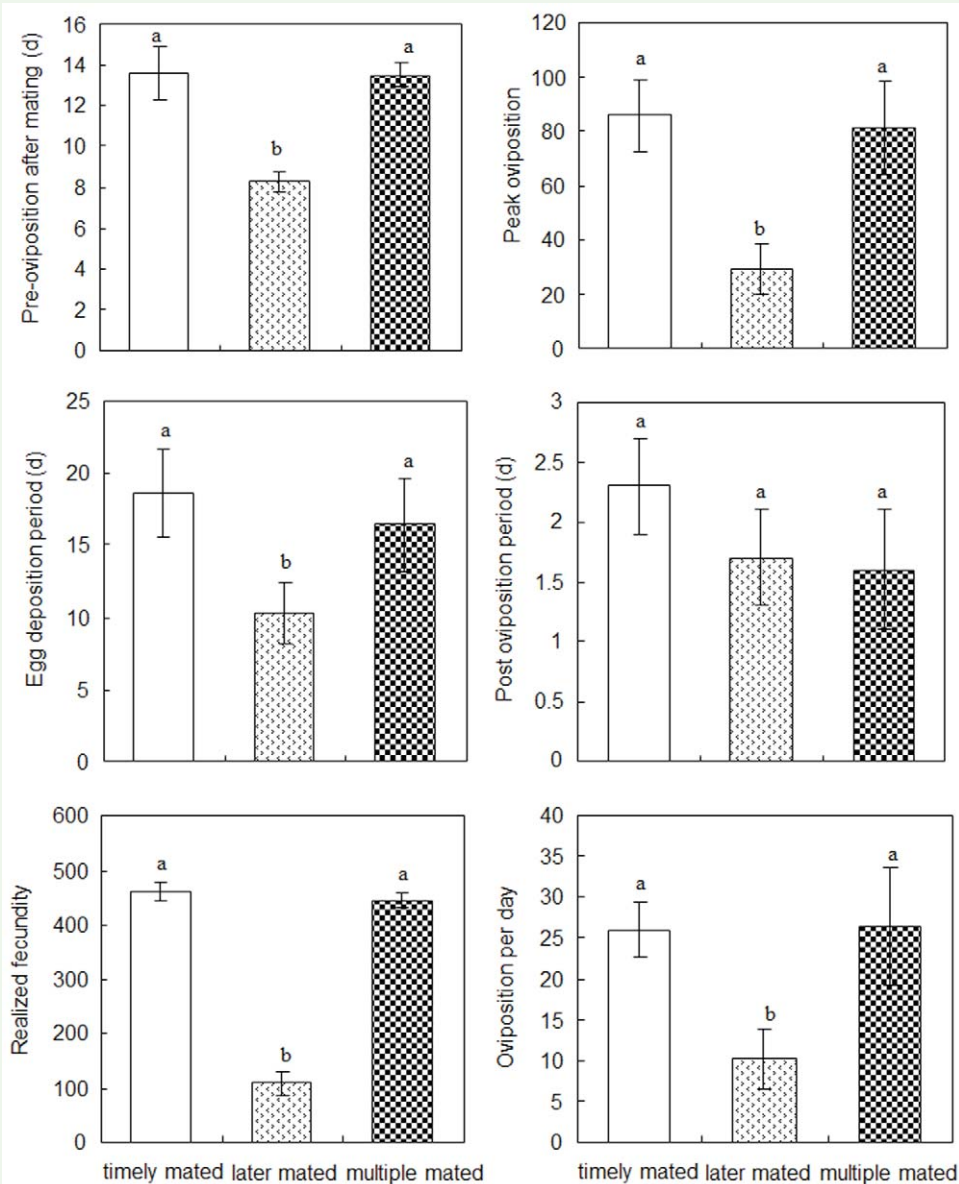 Pre-oviposition after mating (d)
16
14
12
10
8
6
4
2
0
a
b
a
Peak oviposition
120
100
80
60
40
20
0
a
b
a
Egg deposition period (d)
25
20
15
10
5
0
a
b
a
Post oviposition period (d)
3
2.5
2
1.5
1
0.5
0
a
a
a
Realized fecundity
600
500
400
300
200
100
0
a
b
a
timely mated later mated multiple mated
Oviposition per day
40
35
30
25
20
15
10
5
0
a
b
a
timely mated later mated multiple mated